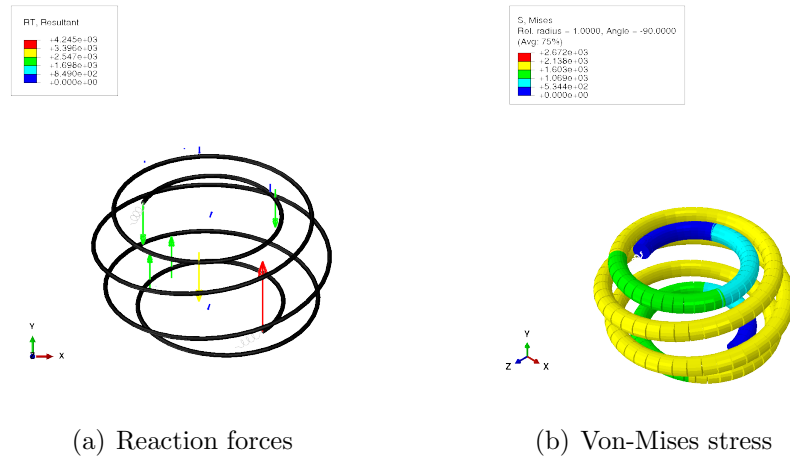 RT, Resultant
+4.245e+03
+3.396e+03
+2.547e+03
+1.698e+03
+8.490e+02
+0.000e+00
Y
Z
X
(a) Reaction forces
S, Mises
Rel. radius = 1.0000, Angle = -90.0000
(Avg: 75%)
+2.672e+03
+2.138e+03
+1.603e+03
+1.069e+03
+5.344e+02
+0.000e+00
Y
Z
X
(b) Von-Mises stress